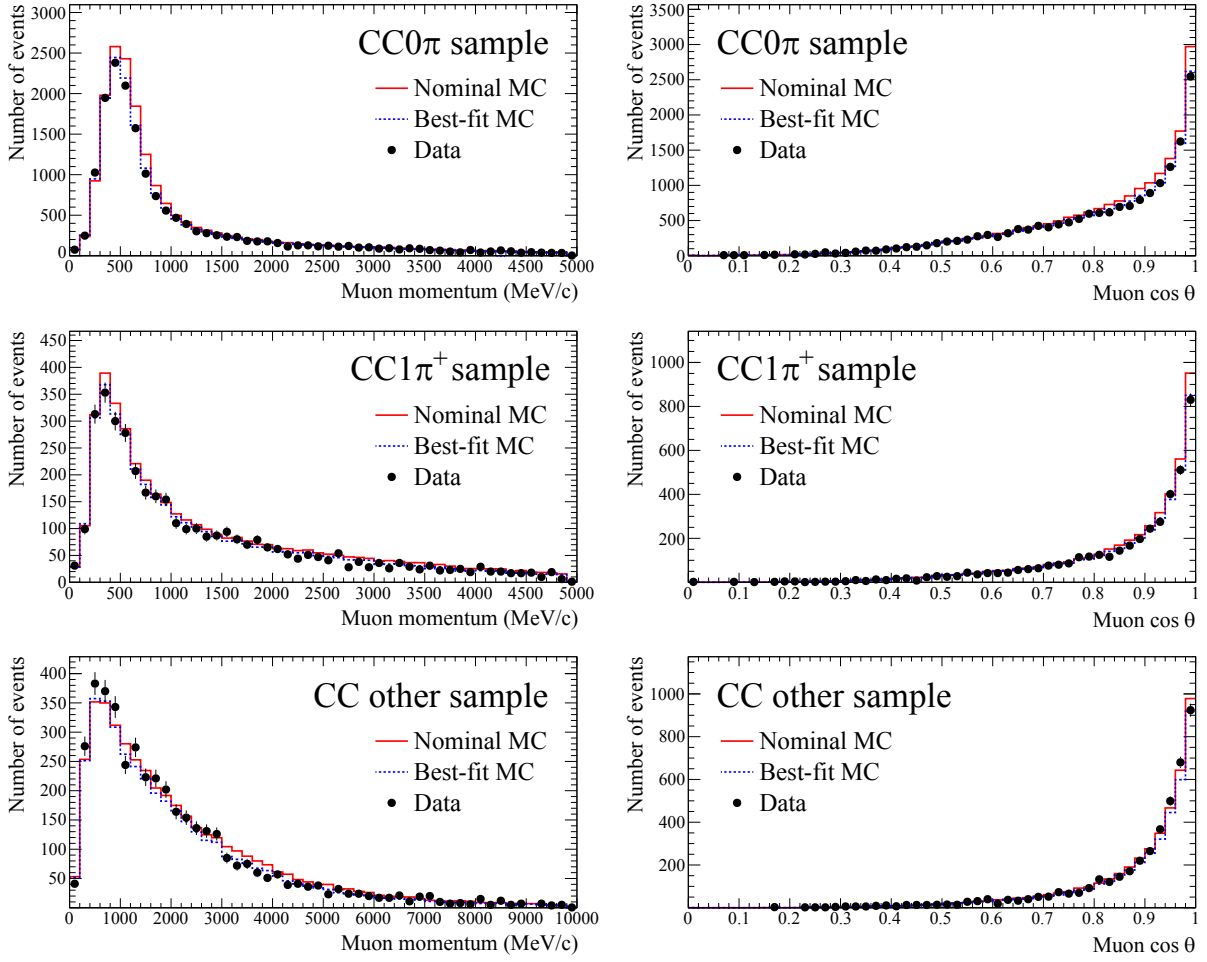 CC0π sample
Nominal MC
Best-fit MC
Data
Number of events
2500
2000
1500
1000
500
0
0 500 1000 1500 2000 2500 3000 3500 4000 4500 5000
Muon momentum (MeV/c)
CC0π sample
Nominal MC
Best-fit MC
Data
Number of events
3500
3000
2500
2000
1500
1000
500
0
0 0.1 0.2 0.3 0.4 0.5 0.6 0.7 0.8 0.9 1
Muon cos θ
CC1π⁺ sample
Nominal MC
Best-fit MC
Data
Number of events
450
400
350
300
250
200
150
100
50
0
0 500 1000 1500 2000 2500 3000 3500 4000 4500 5000
Muon momentum (MeV/c)
CC1π⁺ sample
Nominal MC
Best-fit MC
Data
Number of events
1000
800
600
400
200
0 0.1 0.2 0.3 0.4 0.5 0.6 0.7 0.8 0.9 1
Muon cos θ
CC other sample
Nominal MC
Best-fit MC
Data
Number of events
400
350
300
250
200
150
100
50
0 1000 2000 3000 4000 5000 6000 7000 8000 9000 10000
Muon momentum (MeV/c)
CC other sample
Nominal MC
Best-fit MC
Data
Number of events
1000
800
600
400
200
0 0.1 0.2 0.3 0.4 0.5 0.6 0.7 0.8 0.9 1
Muon cos θ